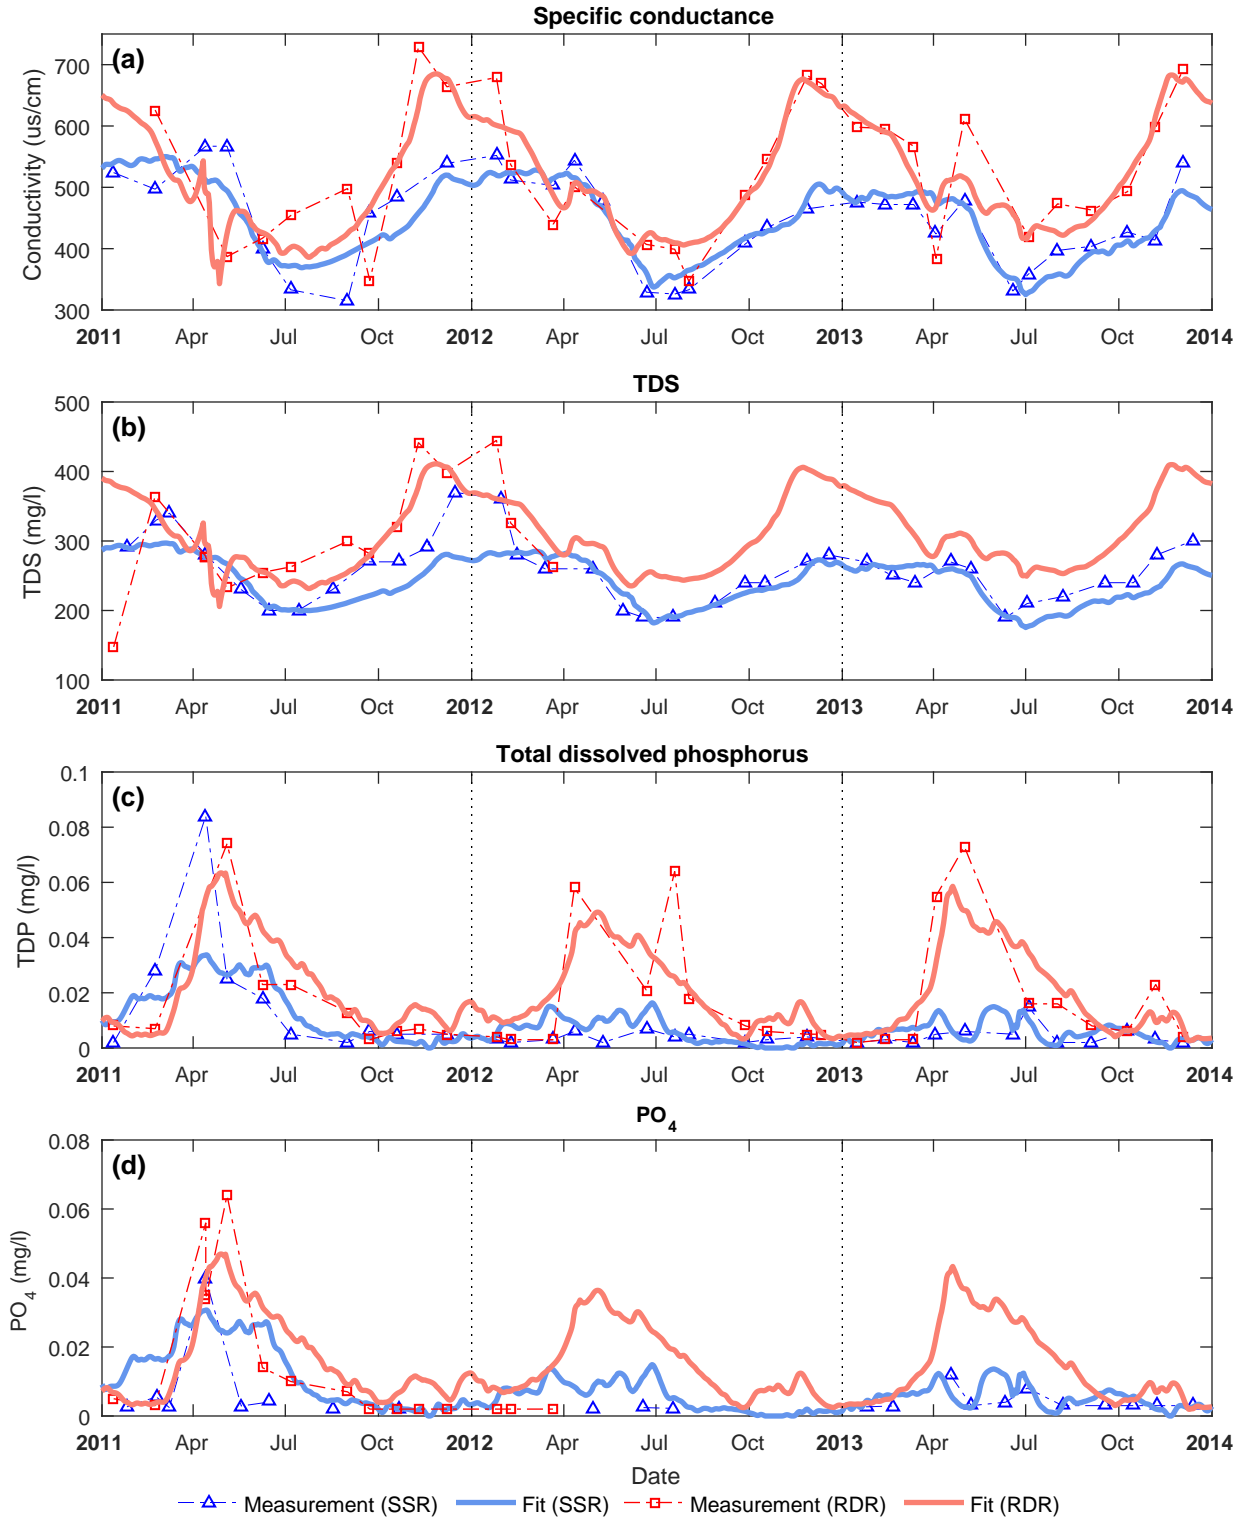 Specific conductance
(a)
Conductivity (us/cm)
700
600
500
400
300
2011 Apr Jul Oct 2012 Apr Jul Oct 2013 Apr Jul Oct 2014
TDS
(b)
TDS (mg/l)
500
400
300
200
100
2011 Apr Jul Oct 2012 Apr Jul Oct 2013 Apr Jul Oct 2014
Total dissolved phosphorus
(c)
TDP (mg/l)
0.1
0.08
0.06
0.04
0.02
0
2011 Apr Jul Oct 2012 Apr Jul Oct 2013 Apr Jul Oct 2014
PO4
(d)
PO4 (mg/l)
0.08
0.06
0.04
0.02
0
2011 Apr Jul Oct 2012 Apr Jul Oct 2013 Apr Jul Oct 2014
Date
Measurement (SSR) Fit (SSR) Measurement (RDR) Fit (RDR)